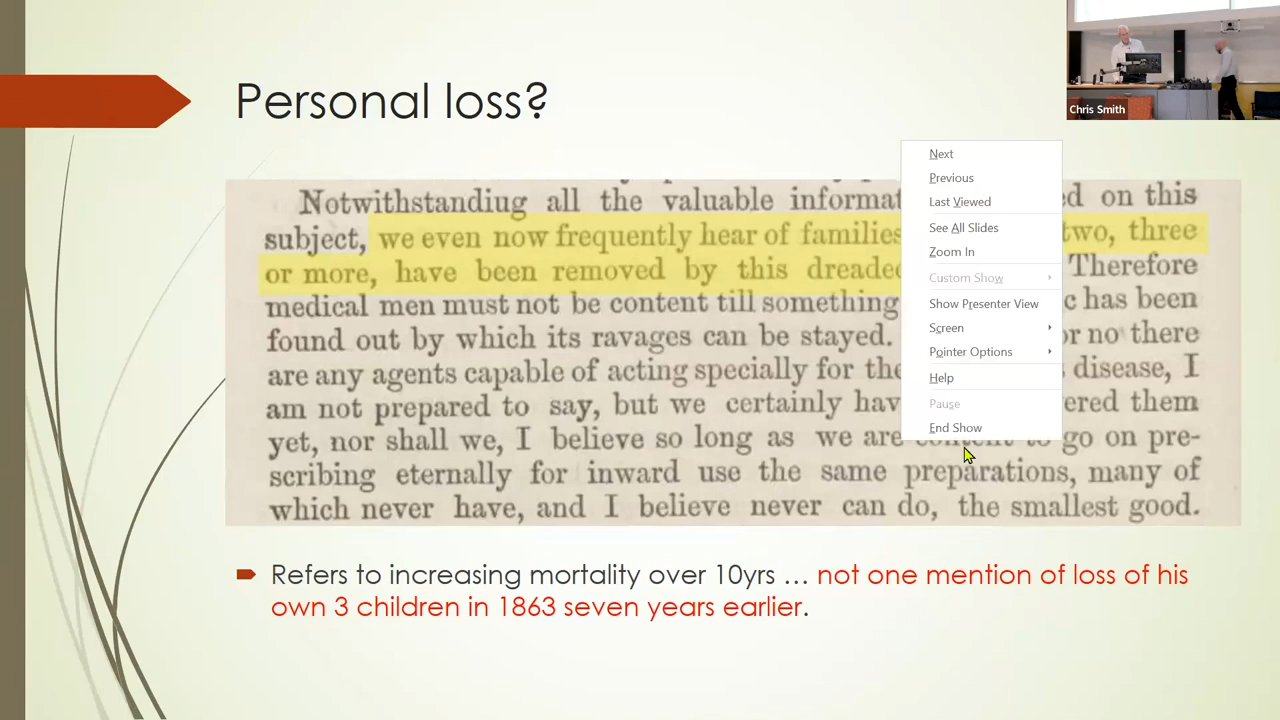 Personal loss?
Chris Smith
Notwithstanding all the valuable informat ed on this
subject, we even now frequently hear of families two, three
or more, have been removed by this dreade Therefore
medical men must not be content till something c has been
found out by which its ravages can be stayed. or no there
are any agents capable of acting specially for the disease, I
am not prepared to say, but we certainly hav ered them
yet, nor shall we, I believe so long as we are content to go on pre-
scribing eternally for inward use the same preparations, many of
which never have, and I believe never can do, the smallest good.
Next
Previous
Last Viewed
See All Slides
Zoom In
Custom Show
Show Presenter View
Screen
Pointer Options
Help
Pause
End Show
Refers to increasing mortality over 10yrs … not one mention of loss of his
own 3 children in 1863 seven years earlier.